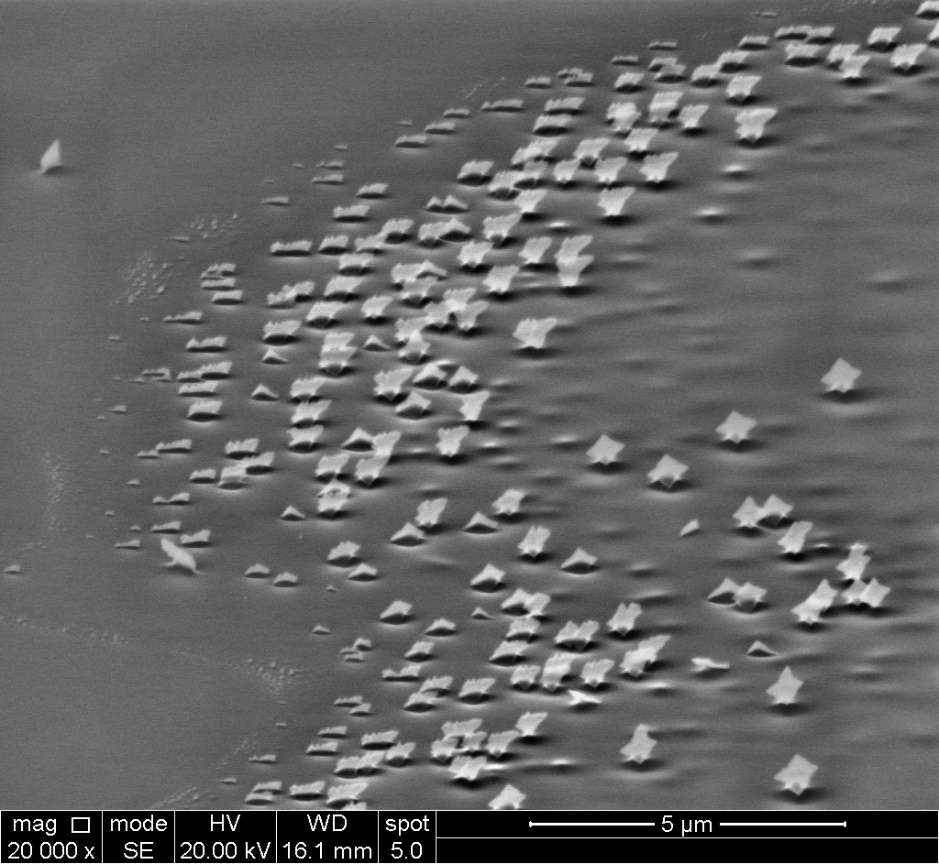 mag □ mode HV WD spot 5 µm
20 000 x SE 20.00 kV 16.1 mm 5.0